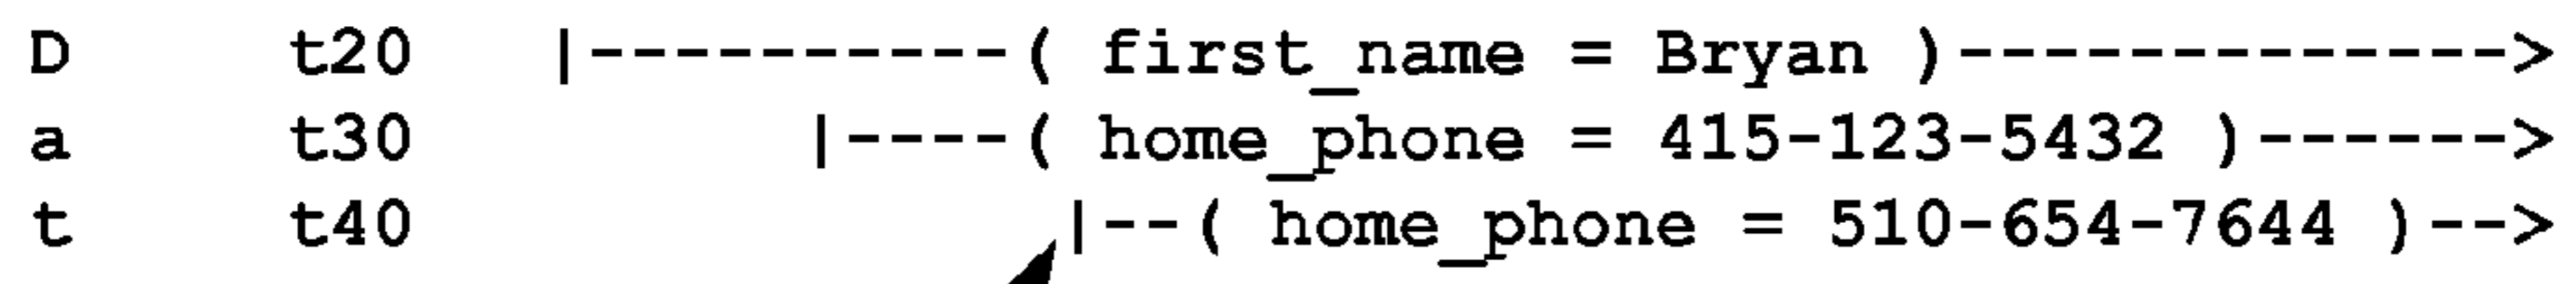 D t20 |----------( first_name = Bryan )------------->
a t30 |----( home_phone = 415-123-5432 )------>
t t40 |--( home_phone = 510-654-7644 )-->